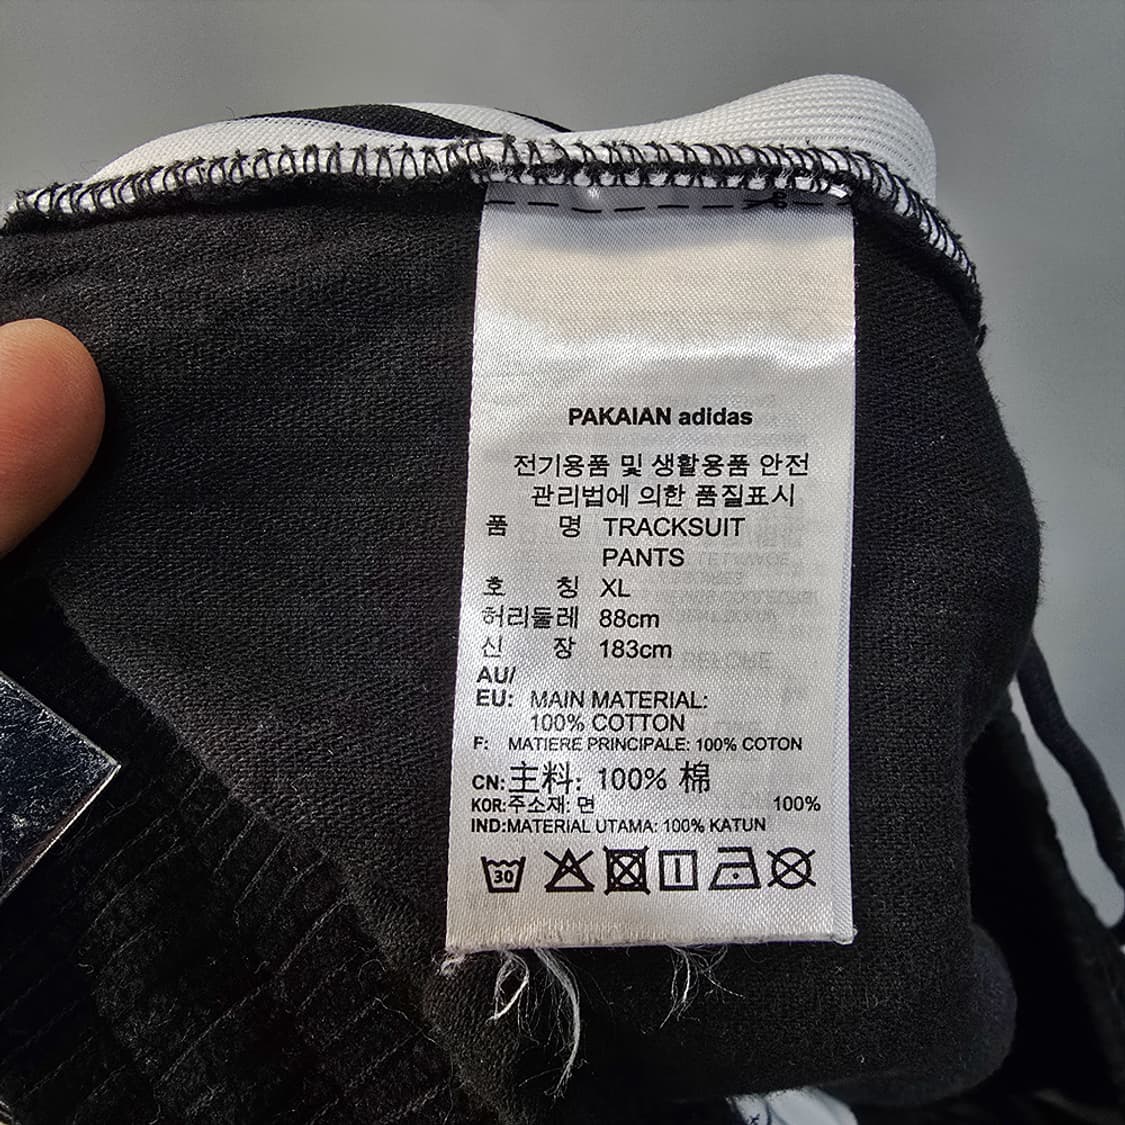 PAKAIAN adidas
전기용품 및 생활용품 안전
관리법에 의한 품질표시
품 명 TRACKSUIT
PANTS
호 칭 XL
허리둘레 88cm
신 장 183cm
AU/
EU: MAIN MATERIAL:
100% COTTON
F: MATIERE PRINCIPALE: 100% COTON
CN: 主料: 100% 棉
KOR: 주소재: 면 100%
IND: MATERIAL UTAMA: 100% KATUN
30